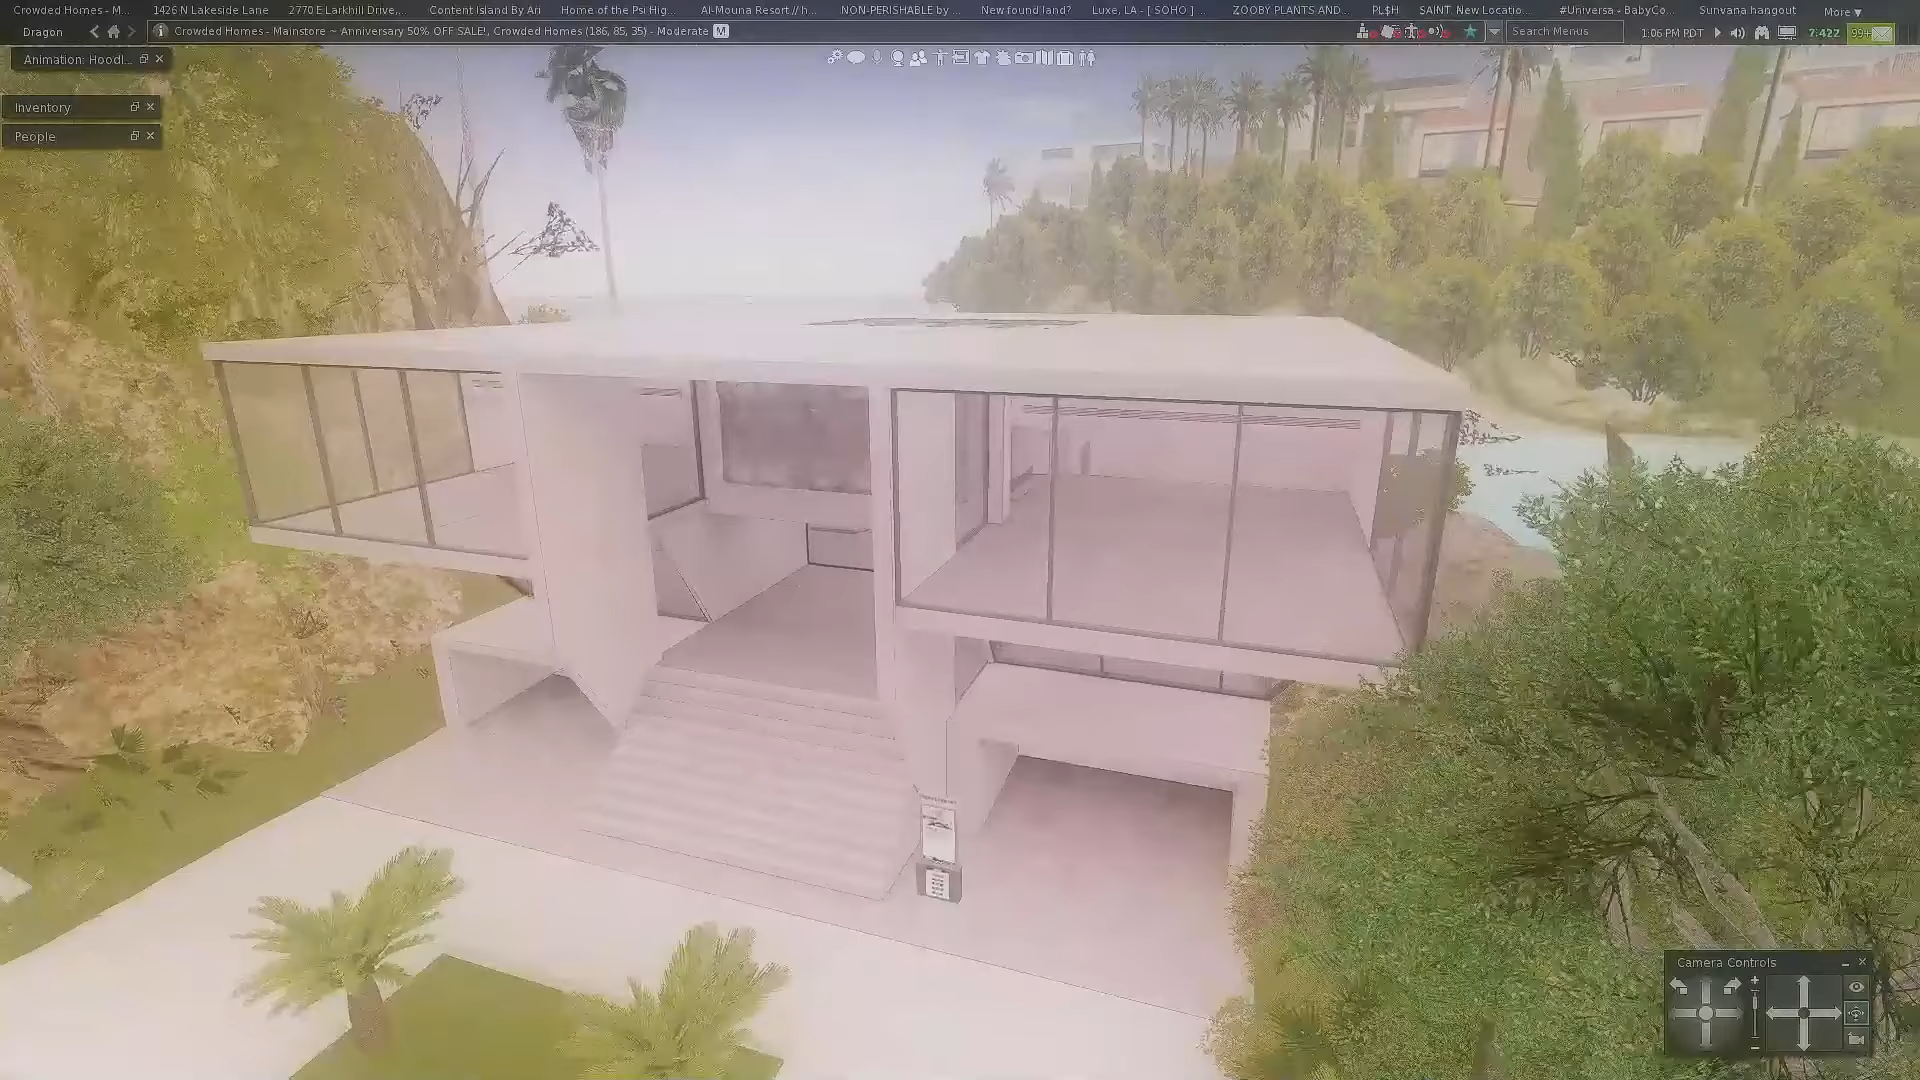 Crowded Homes - M... 1426 N Lakeside Lane 2770 E Larkhill Drive,... Content Island By Ari Home of the Psi Hig... Al-Mouna Resort // h... NON-PERISHABLE by ... New found land? Luxe, LA - [ SOHO ] ... ZOOBY PLANTS AND... PL$H SAINT. New Locatio... #Universa - BabyCo... Sunvana hangout More ▼
Dragon Crowded Homes - Mainstore ~ Anniversary 50% OFF SALE!, Crowded Homes (186, 85, 35) - Moderate M Search Menus 1:06 PM PDT 7.422 99+
Animation: Hoodl...
Inventory
People
Camera Controls